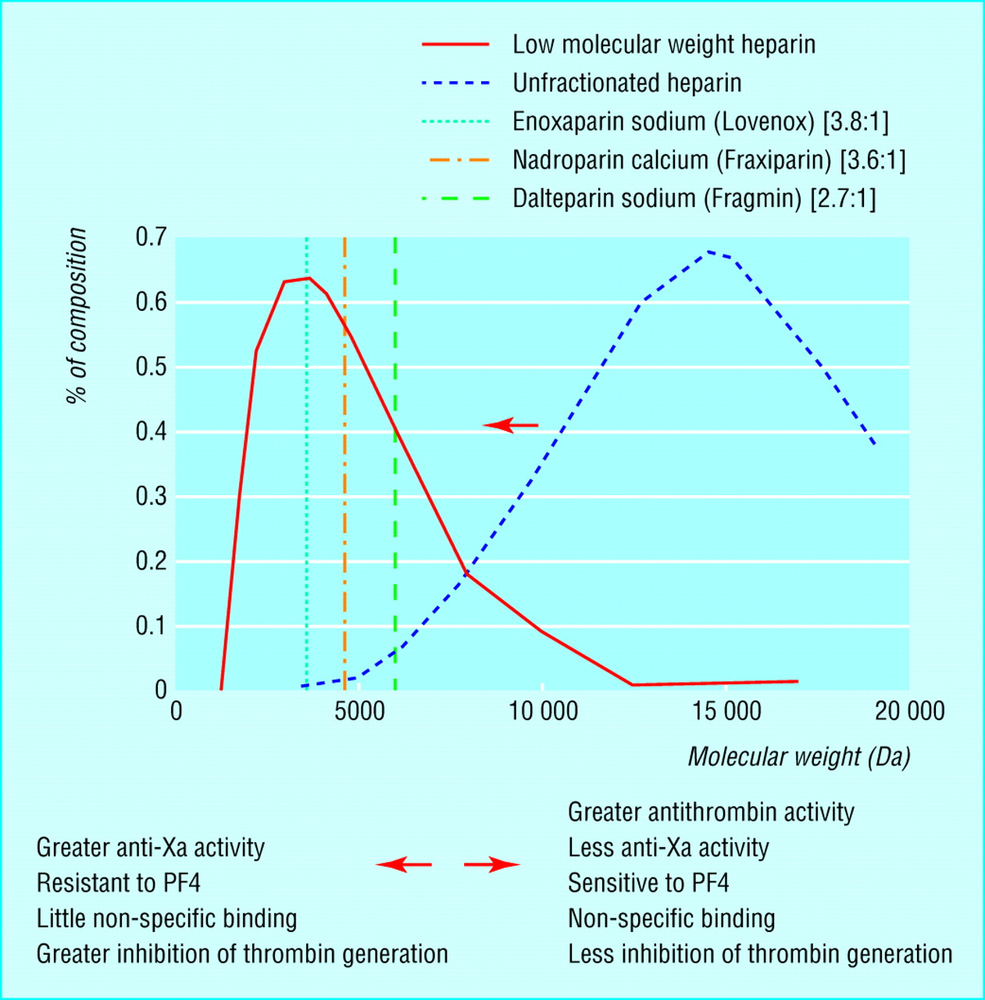 Low molecular weight heparin
Unfractionated heparin
Enoxaparin sodium (Lovenox) [3.8:1]
Nadroparin calcium (Fraxiparin) [3.6:1]
Dalteparin sodium (Fragmin) [2.7:1]
% of composition
0.7
0.6
0.5
0.4
0.3
0.2
0.1
0
0 5000 10 000 15 000 20 000
Molecular weight (Da)
Greater anti-Xa activity
Resistant to PF4
Little non-specific binding
Greater inhibition of thrombin generation
Greater antithrombin activity
Less anti-Xa activity
Sensitive to PF4
Non-specific binding
Less inhibition of thrombin generation